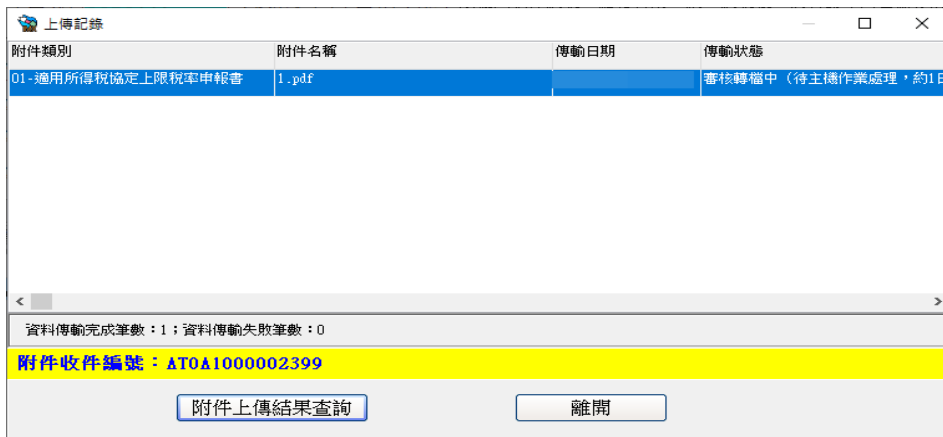 上傳記錄
附件類別 附件名稱 傳輸日期 傳輸狀態
01-適用所得稅協定上限稅率申報書 1.pdf 審核轉檔中（待主機作業處理，約1日
資料傳輸完成筆數：1；資料傳輸失敗筆數：0
附件收件編號：AT0A1000002399
附件上傳結果查詢 離開